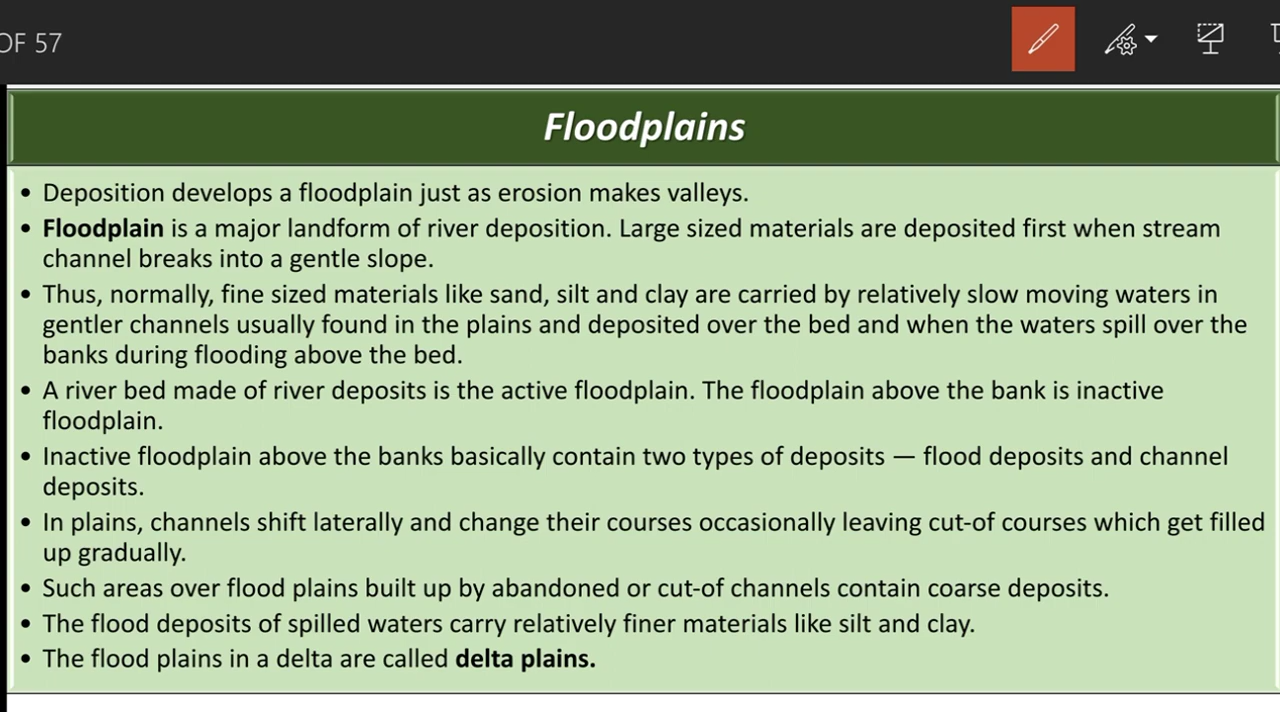 OF 57
Floodplains
• Deposition develops a floodplain just as erosion makes valleys.
• Floodplain is a major landform of river deposition. Large sized materials are deposited first when stream
channel breaks into a gentle slope.
• Thus, normally, fine sized materials like sand, silt and clay are carried by relatively slow moving waters in
gentler channels usually found in the plains and deposited over the bed and when the waters spill over the
banks during flooding above the bed.
• A river bed made of river deposits is the active floodplain. The floodplain above the bank is inactive
floodplain.
• Inactive floodplain above the banks basically contain two types of deposits — flood deposits and channel
deposits.
• In plains, channels shift laterally and change their courses occasionally leaving cut-of courses which get filled
up gradually.
• Such areas over flood plains built up by abandoned or cut-of channels contain coarse deposits.
• The flood deposits of spilled waters carry relatively finer materials like silt and clay.
• The flood plains in a delta are called delta plains.